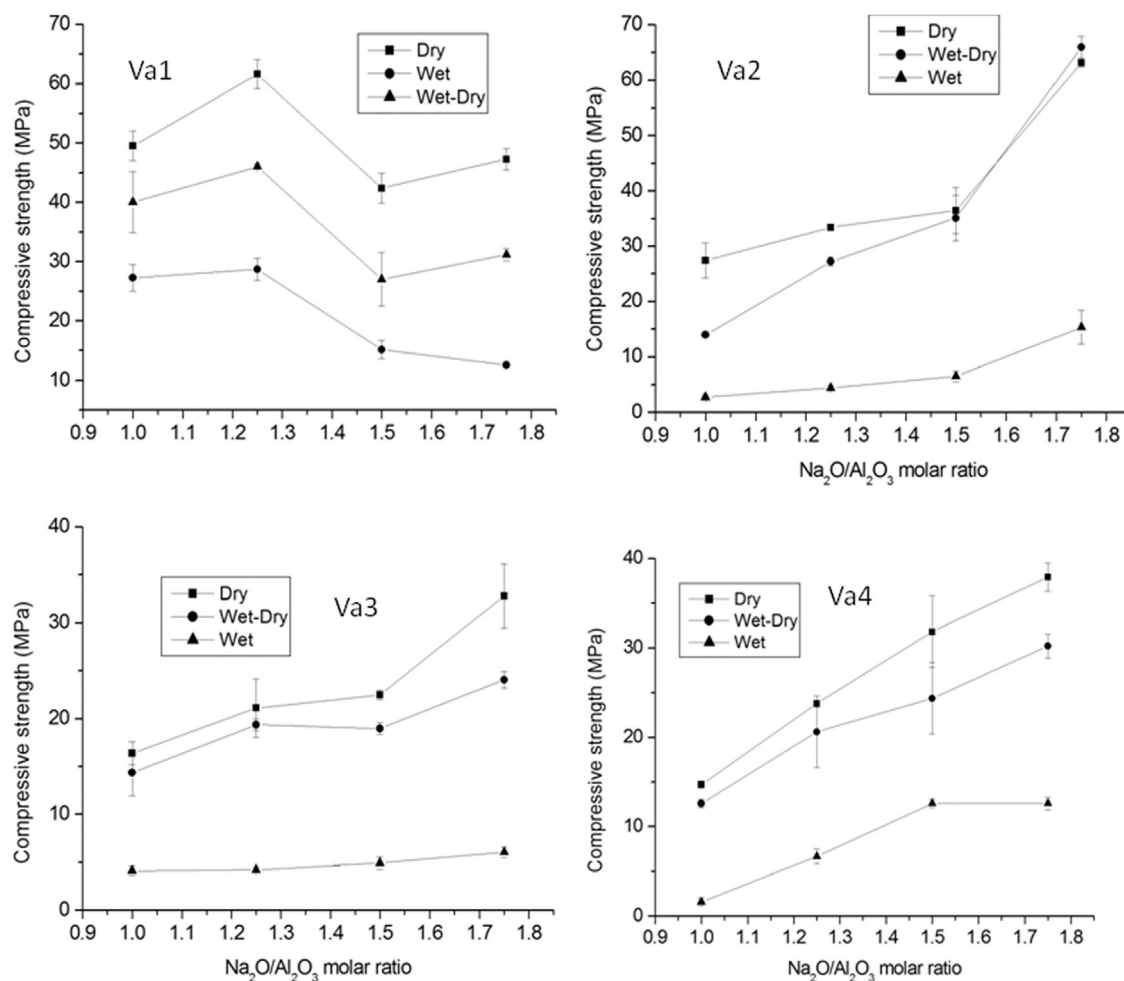 70
60
50
40
30
20
10
Compressive strength (MPa)
Va1
Dry
Wet
Wet-Dry
0.9 1.0 1.1 1.2 1.3 1.4 1.5 1.6 1.7 1.8
70
60
50
40
30
20
10
0
Compressive strength (MPa)
Va2
Dry
Wet-Dry
Wet
0.9 1.0 1.1 1.2 1.3 1.4 1.5 1.6 1.7 1.8
Na₂O/Al₂O₃ molar ratio
40
30
20
10
0
Compressive strength (MPa)
Dry
Wet-Dry
Wet
Va3
0.9 1.0 1.1 1.2 1.3 1.4 1.5 1.6 1.7 1.8
Na₂O/Al₂O₃ molar ratio
40
30
20
10
0
Compressive strength (MPa)
Dry
Wet-Dry
Wet
Va4
0.9 1.0 1.1 1.2 1.3 1.4 1.5 1.6 1.7 1.8
Na₂O/Al₂O₃ molar ratio